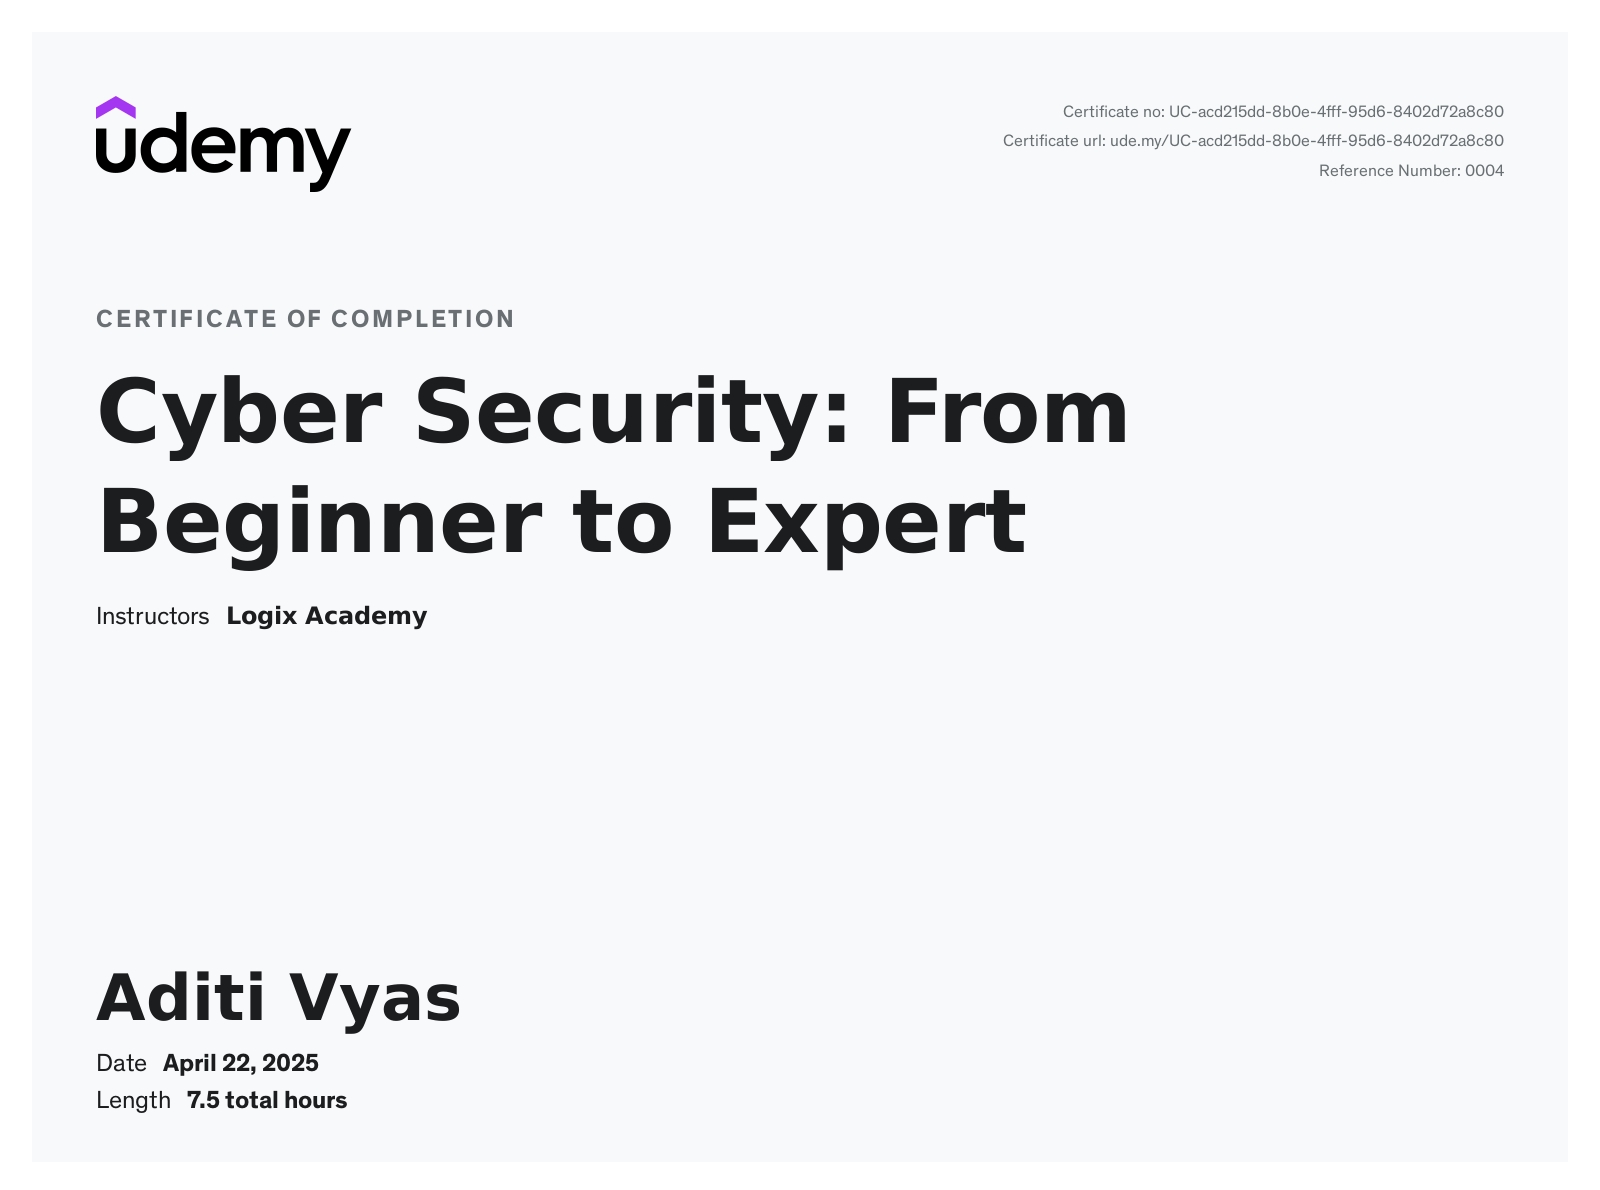 udemy
Certificate no: UC-acd215dd-8b0e-4fff-95d6-8402d72a8c80
Certificate url: ude.my/UC-acd215dd-8b0e-4fff-95d6-8402d72a8c80
Reference Number: 0004
CERTIFICATE OF COMPLETION
Cyber Security: From
Beginner to Expert
Instructors Logix Academy
Aditi Vyas
Date April 22, 2025
Length 7.5 total hours